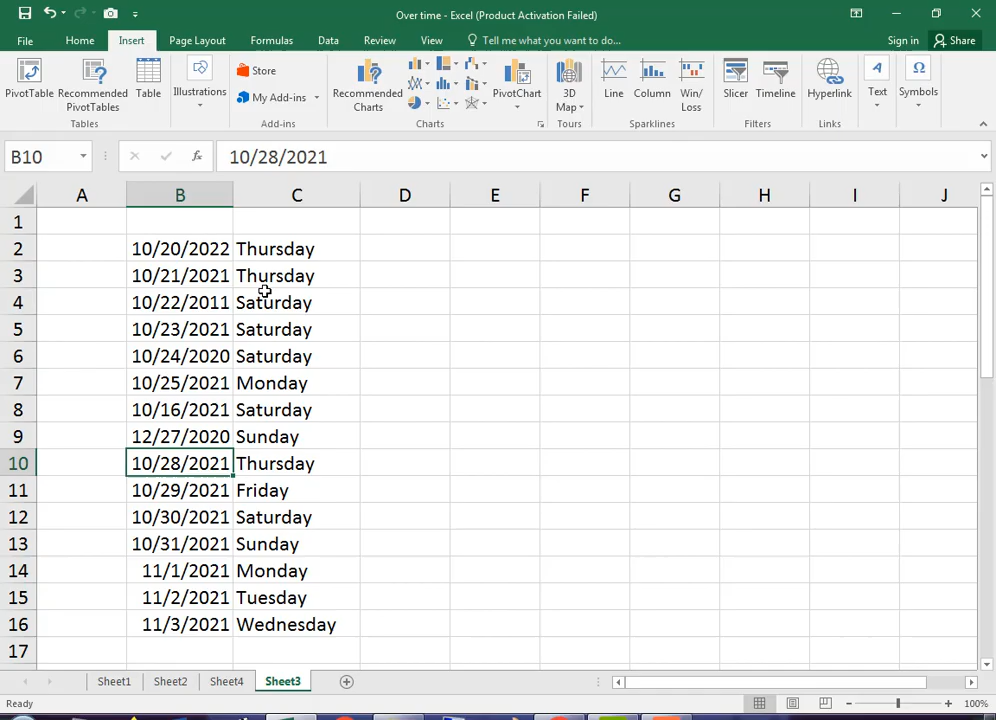 Over time - Excel (Product Activation Failed)
File Home Insert Page Layout Formulas Data Review View Tell me what you want to do... Sign in Share
PivotTable Recommended PivotTables Table Illustrations Store My Add-ins Recommended Charts PivotChart 3D Map Line Column Win/Loss Slicer Timeline Hyperlink Text Symbols
Tables Add-ins Charts Tours Sparklines Filters Links
B10 fx 10/28/2021
A B C D E F G H I J
1
2 10/20/2022 Thursday
3 10/21/2021 Thursday
4 10/22/2011 Saturday
5 10/23/2021 Saturday
6 10/24/2020 Saturday
7 10/25/2021 Monday
8 10/16/2021 Saturday
9 12/27/2020 Sunday
10 10/28/2021 Thursday
11 10/29/2021 Friday
12 10/30/2021 Saturday
13 10/31/2021 Sunday
14 11/1/2021 Monday
15 11/2/2021 Tuesday
16 11/3/2021 Wednesday
17
Sheet1 Sheet2 Sheet4 Sheet3
Ready 100%